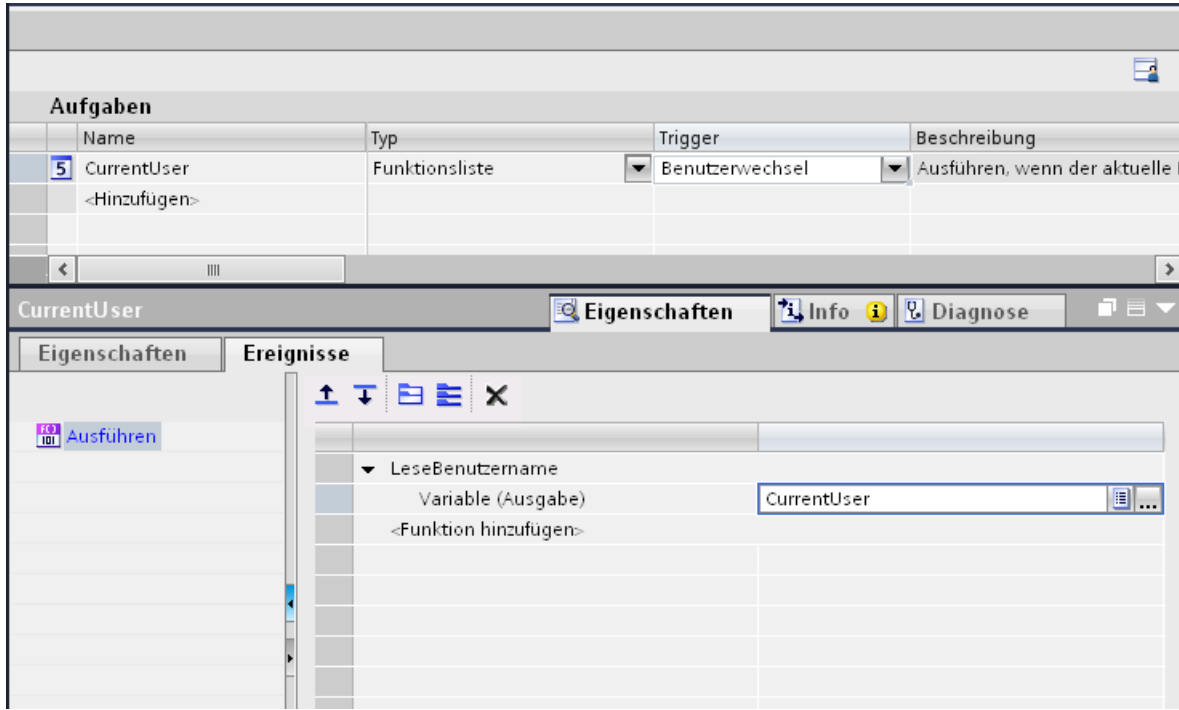 Aufgaben
Name Typ Trigger Beschreibung
5 CurrentUser Funktionsliste Benutzerwechsel Ausführen, wenn der aktuelle
<Hinzufügen>
CurrentUser Eigenschaften Info Diagnose
Eigenschaften Ereignisse
Ausführen
LeseBenutzername
Variable (Ausgabe) CurrentUser ...
<Funktion hinzufügen>